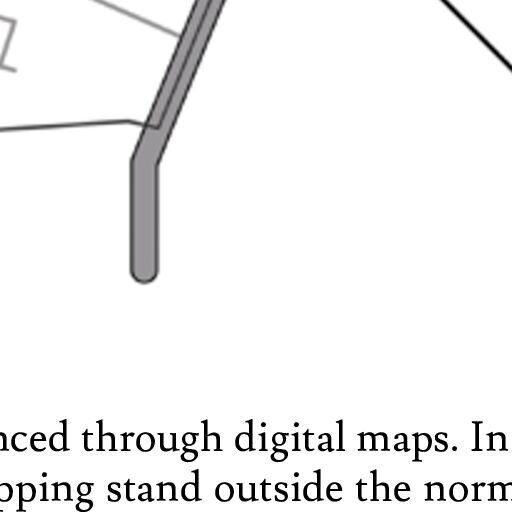 nced through digital maps. In
pping stand outside the norm